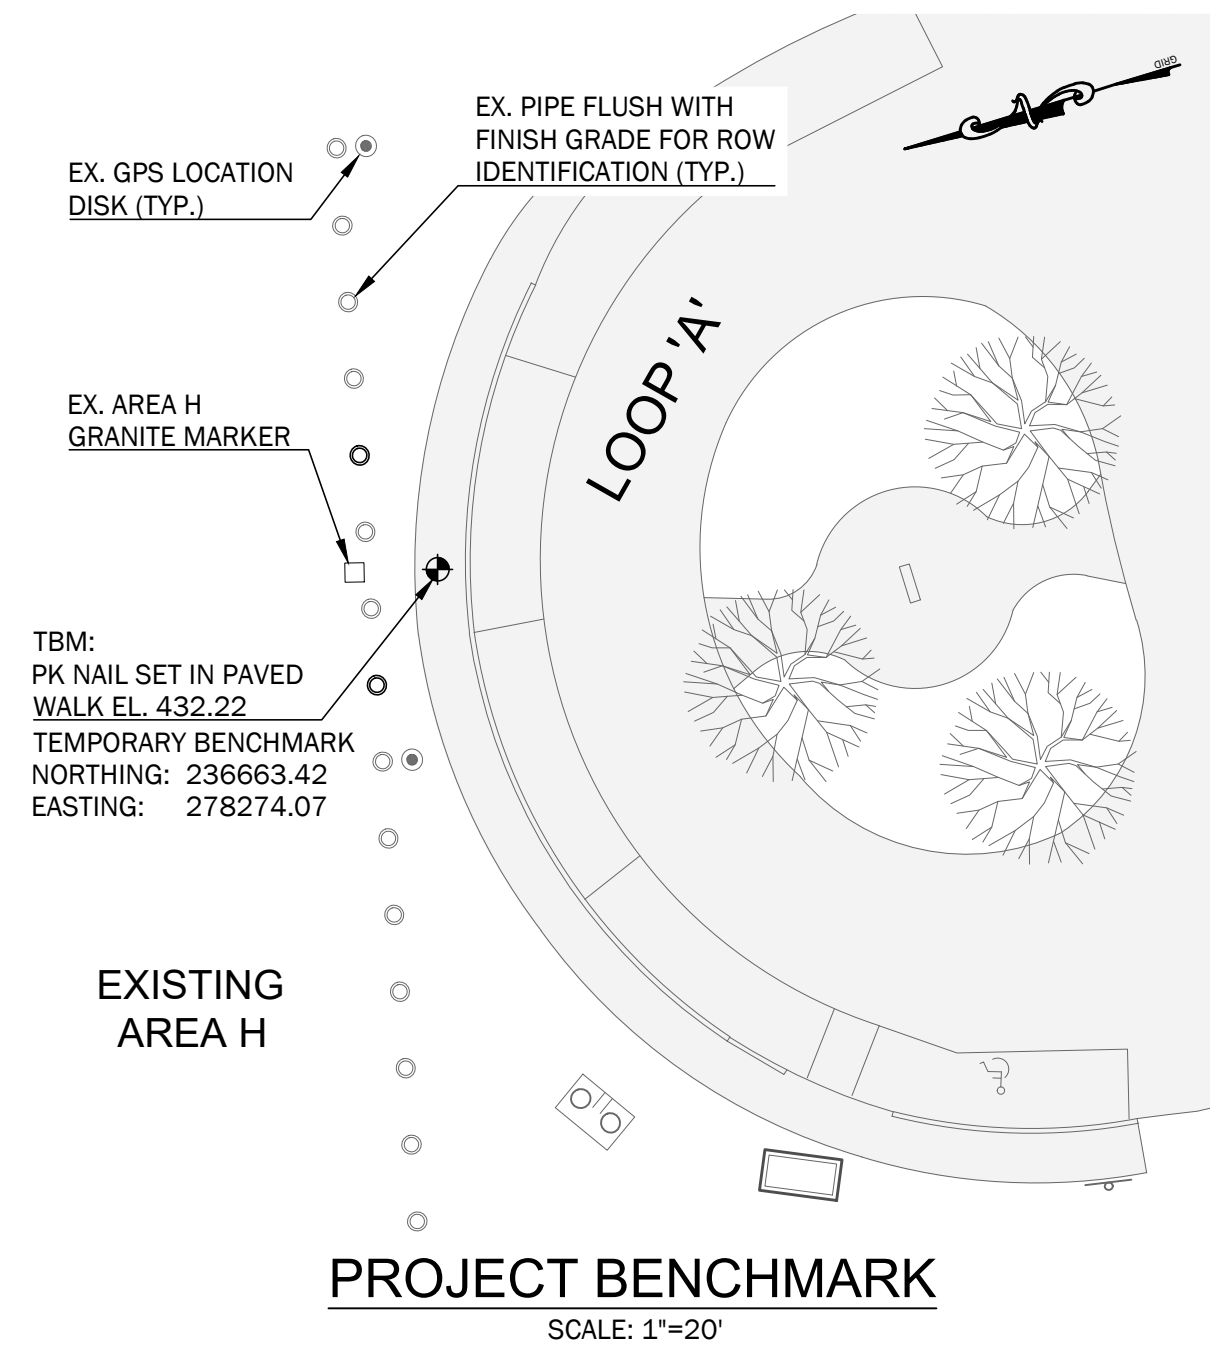 GRID
EX. PIPE FLUSH WITH
FINISH GRADE FOR ROW
IDENTIFICATION (TYP.)
EX. GPS LOCATION
DISK (TYP.)
LOOP 'A'
EX. AREA H
GRANITE MARKER
TBM:
PK NAIL SET IN PAVED
WALK EL. 432.22
TEMPORARY BENCHMARK
NORTHING: 236663.42
EASTING: 278274.07
EXISTING
AREA H
PROJECT BENCHMARK
SCALE: 1"=20'